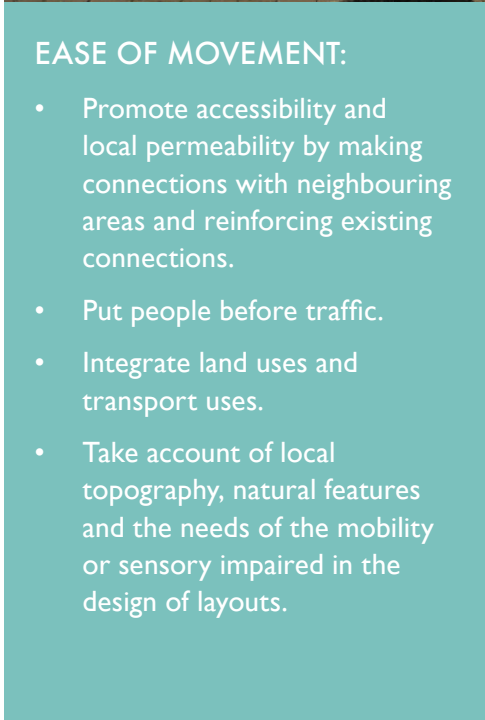 EASE OF MOVEMENT:
• Promote accessibility and
local permeability by making
connections with neighbouring
areas and reinforcing existing
connections.
• Put people before traffic.
• Integrate land uses and
transport uses.
• Take account of local
topography, natural features
and the needs of the mobility
or sensory impaired in the
design of layouts.